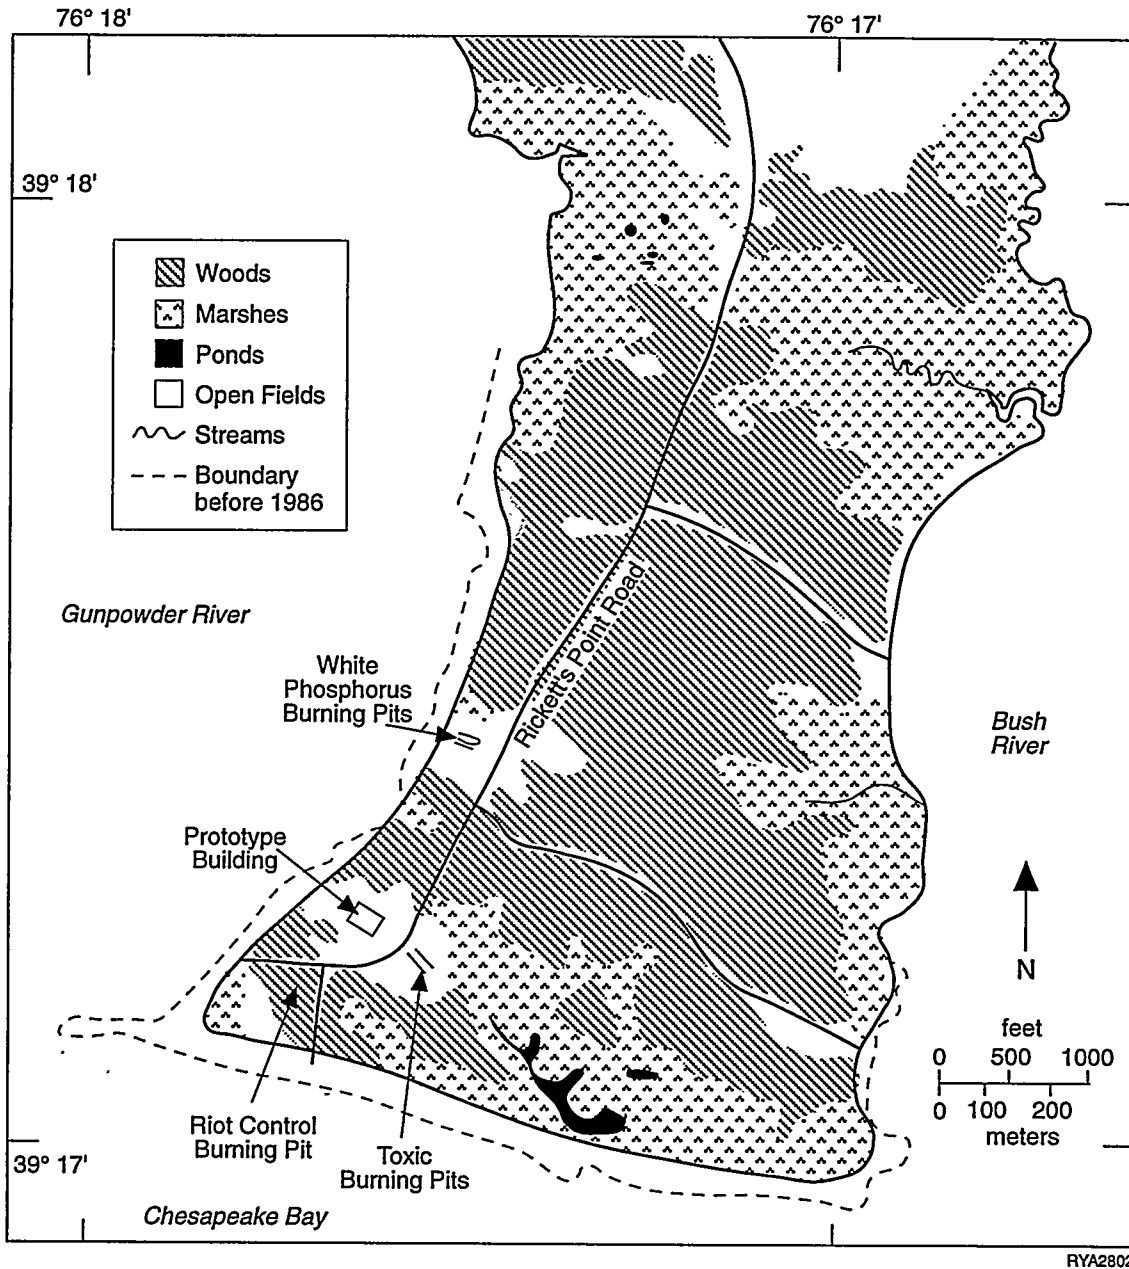 76° 18'
76° 17'
39° 18'
Woods
Marshes
Ponds
Open Fields
Streams
Boundary
before 1986
Gunpowder River
White
Phosphorus
Burning Pits
Rickett's Point Road
Bush
River
Prototype
Building
N
feet
0 500 1000
0 100 200
meters
Riot Control
Burning Pit
Toxic
Burning Pits
39° 17'
Chesapeake Bay
RYA2802